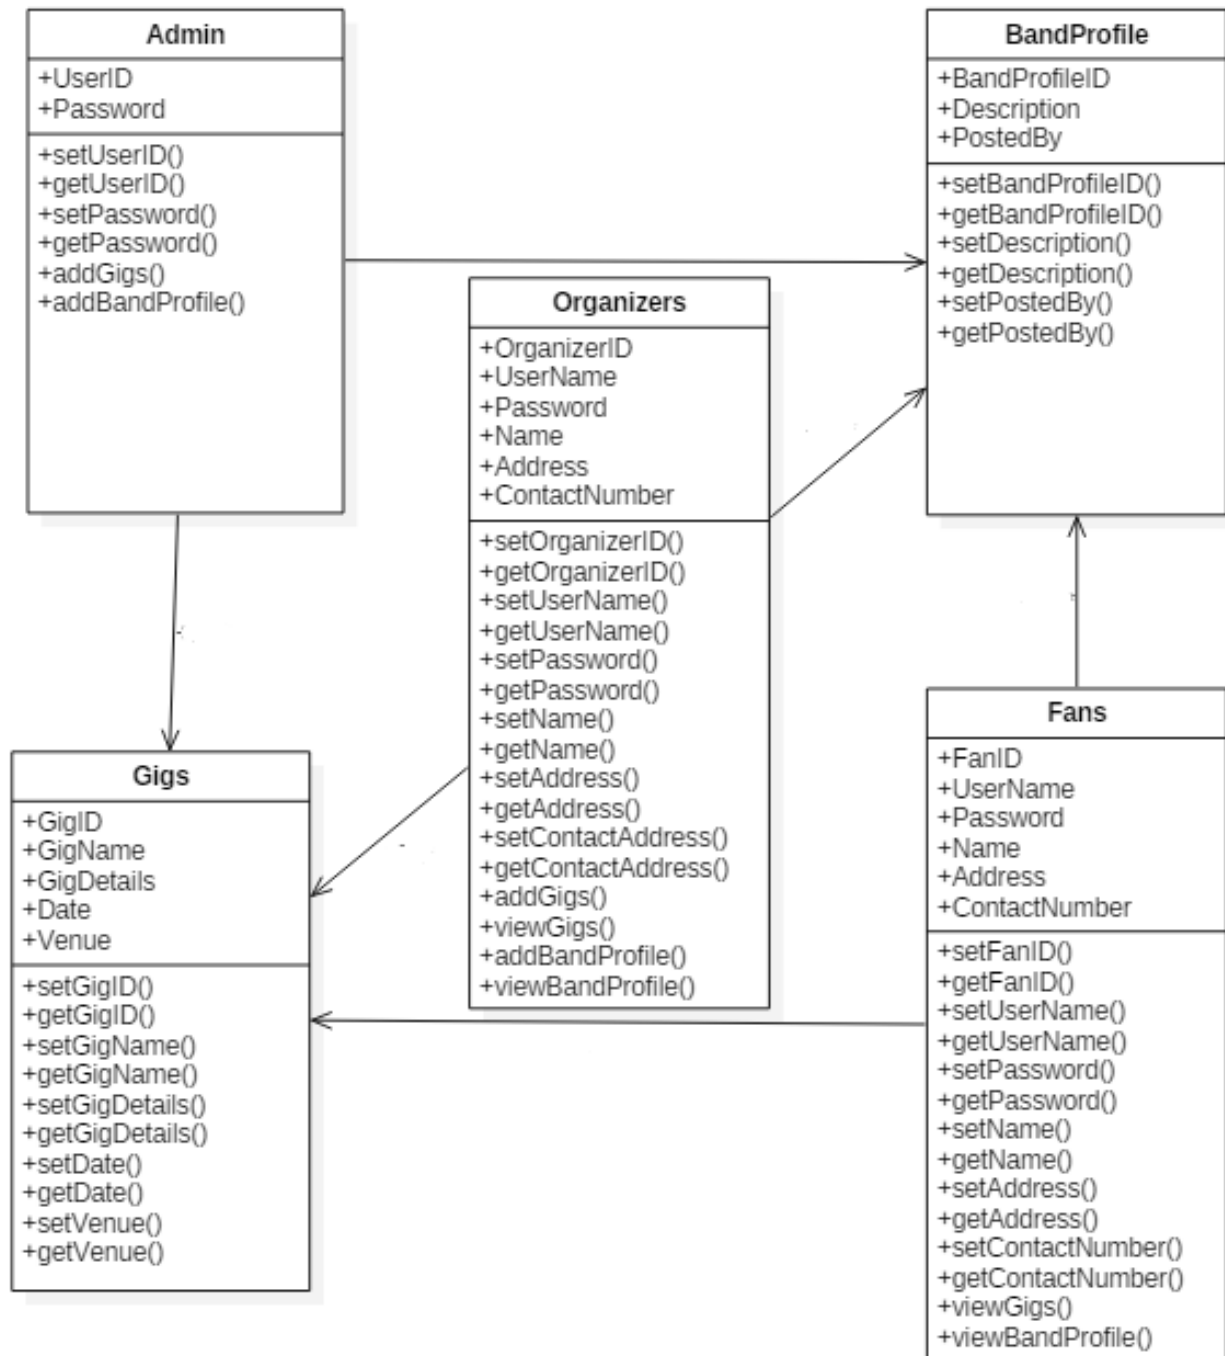 Admin
+UserID
+Password
+setUserID()
+getUserID()
+setPassword()
+getPassword()
+addGigs()
+addBandProfile()
BandProfile
+BandProfileID
+Description
+PostedBy
+setBandProfileID()
+getBandProfileID()
+setDescription()
+getDescription()
+setPostedBy()
+getPostedBy()
Organizers
+OrganizerID
+UserName
+Password
+Name
+Address
+ContactNumber
+setOrganizerID()
+getOrganizerID()
+setUserName()
+getUserName()
+setPassword()
+getPassword()
+setName()
+getName()
+setAddress()
+getAddress()
+setContactAddress()
+getContactAddress()
+addGigs()
+viewGigs()
+addBandProfile()
+viewBandProfile()
Gigs
+GigID
+GigName
+GigDetails
+Date
+Venue
+setGigID()
+getGigID()
+setGigName()
+getGigName()
+setGigDetails()
+getGigDetails()
+setDate()
+getDate()
+setVenue()
+getVenue()
Fans
+FanID
+UserName
+Password
+Name
+Address
+ContactNumber
+setFanID()
+getFanID()
+setUserName()
+getUserName()
+setPassword()
+getPassword()
+setName()
+getName()
+setAddress()
+getAddress()
+setContactNumber()
+getContactNumber()
+viewGigs()
+viewBandProfile()